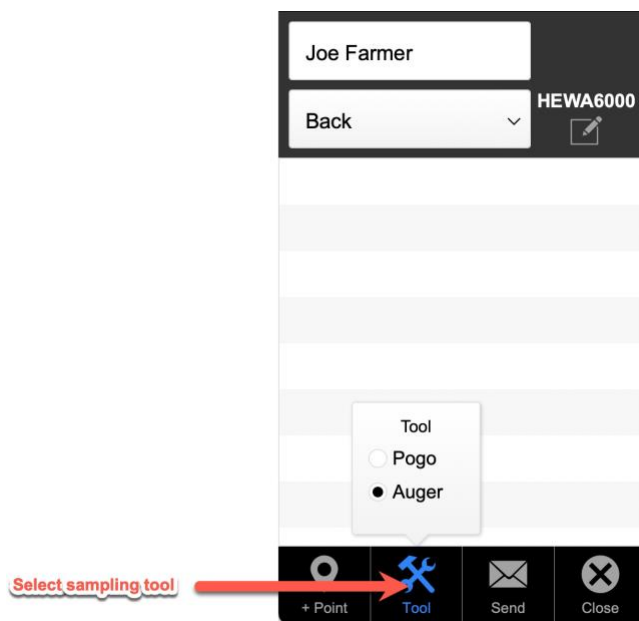 Joe Farmer
HEWA6000
Back
Tool
Pogo
Auger
Select sampling tool
+ Point
Tool
Send
Close